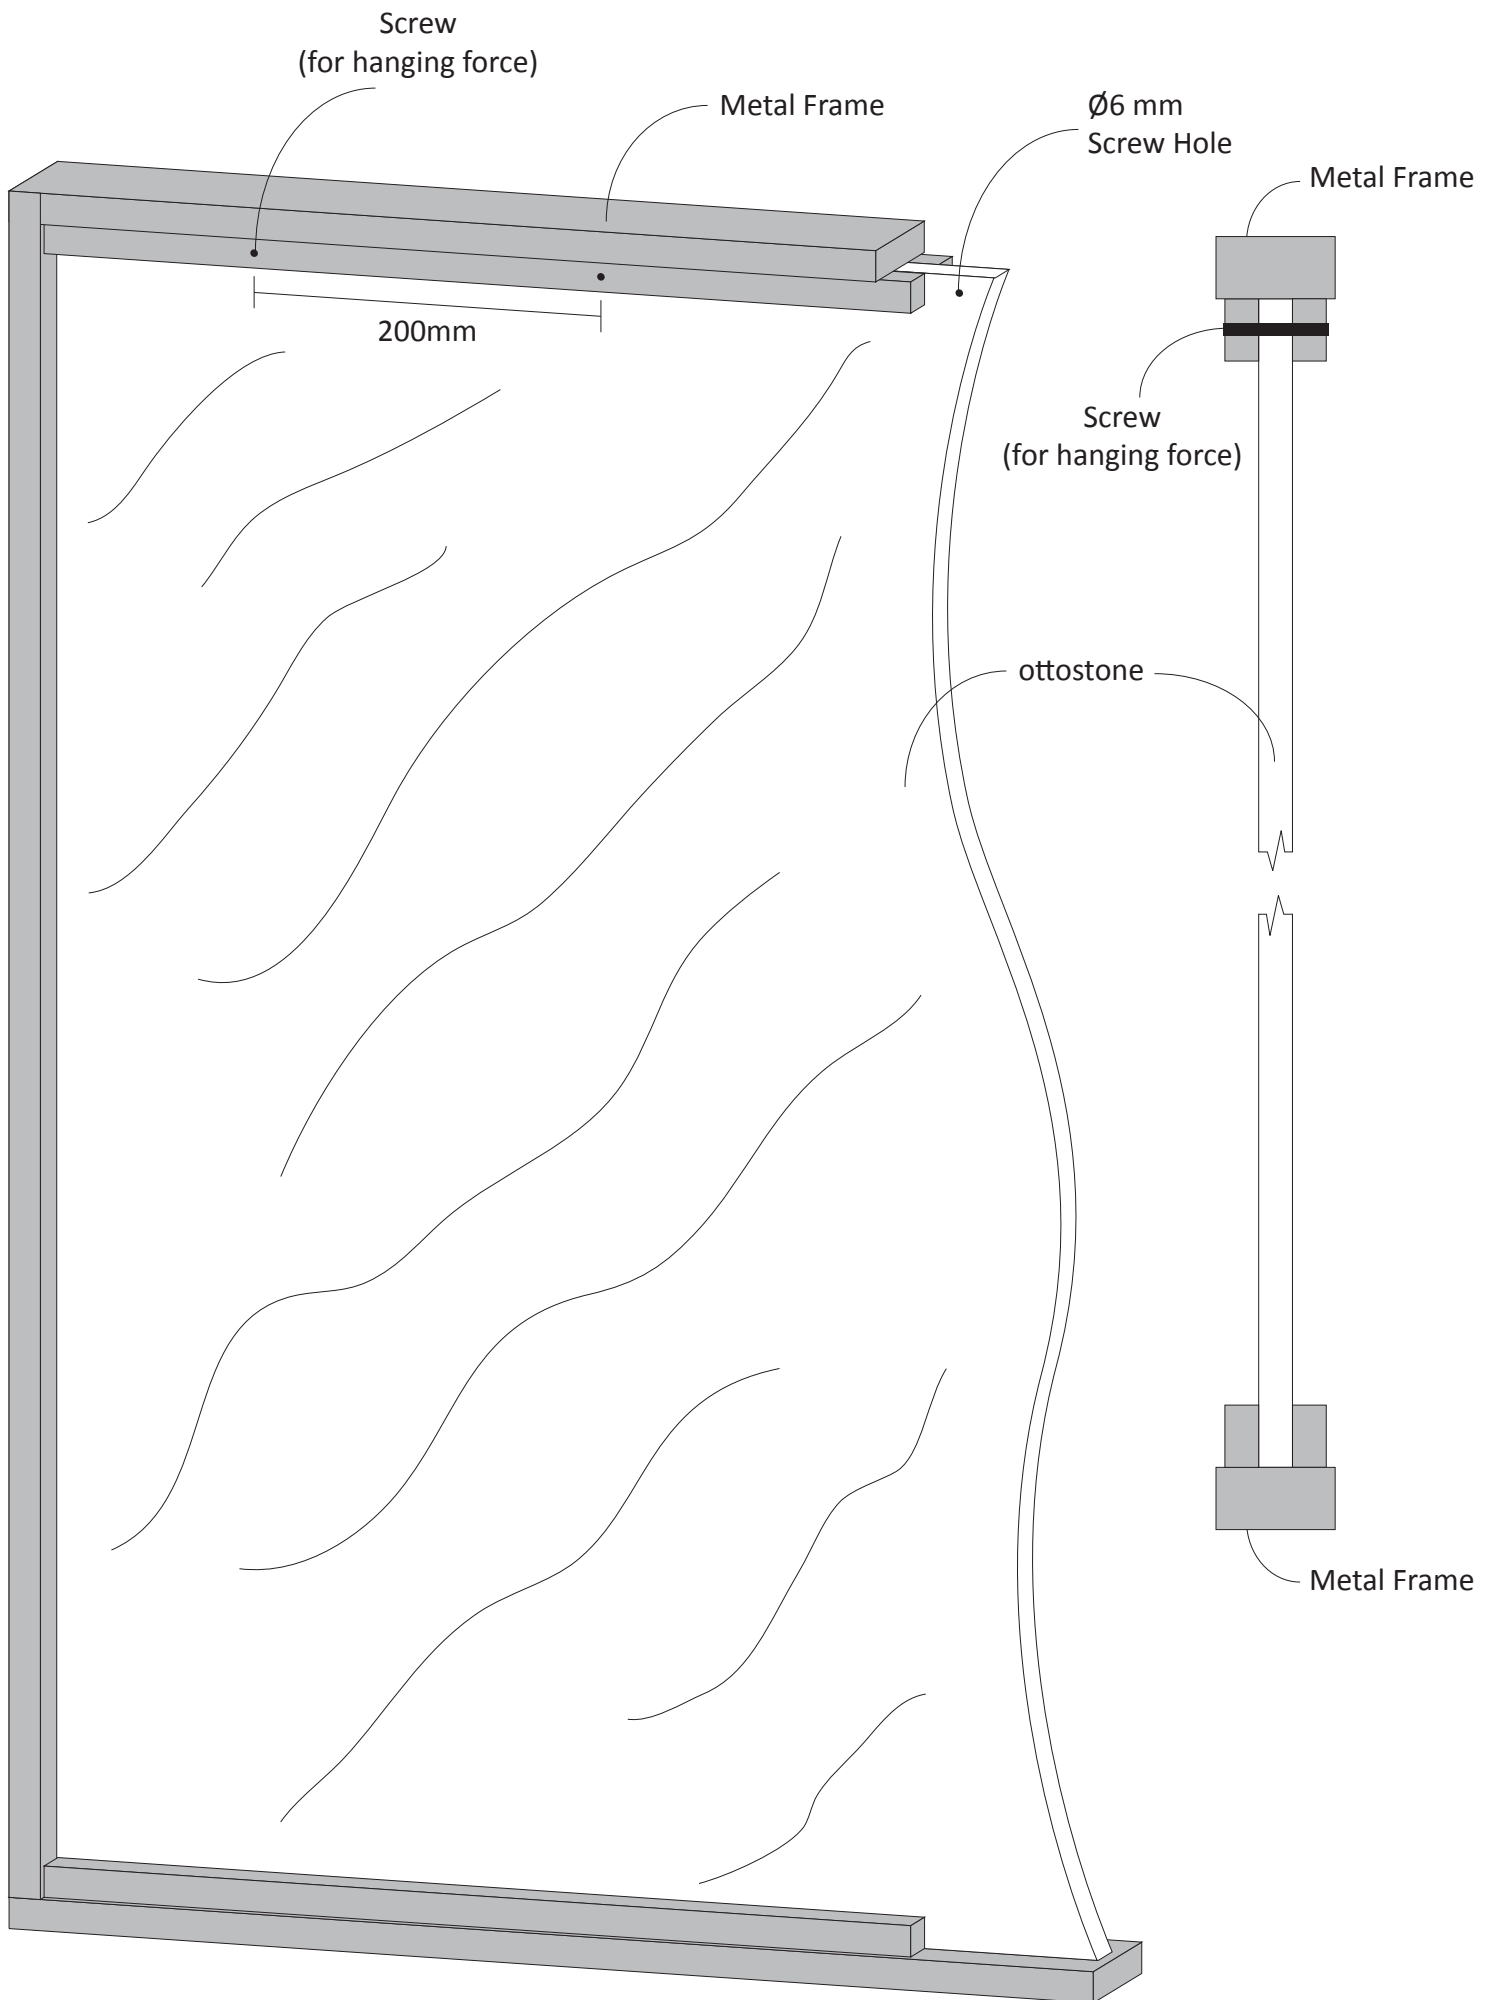 Screw
(for hanging force)
Metal Frame
Ø6 mm
Screw Hole
Metal Frame
200mm
Screw
(for hanging force)
ottostone
Metal Frame